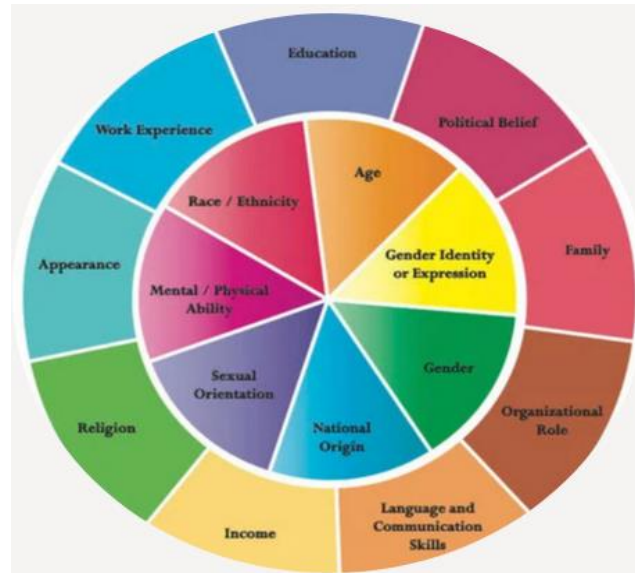 Education
Political Belief
Family
Organizational
Role
Language and
Communication
Skills
Income
Religion
Appearance
Work Experience
Age
Gender Identity
or Expression
Gender
National
Origin
Sexual
Orientation
Mental / Physical
Ability
Race / Ethnicity